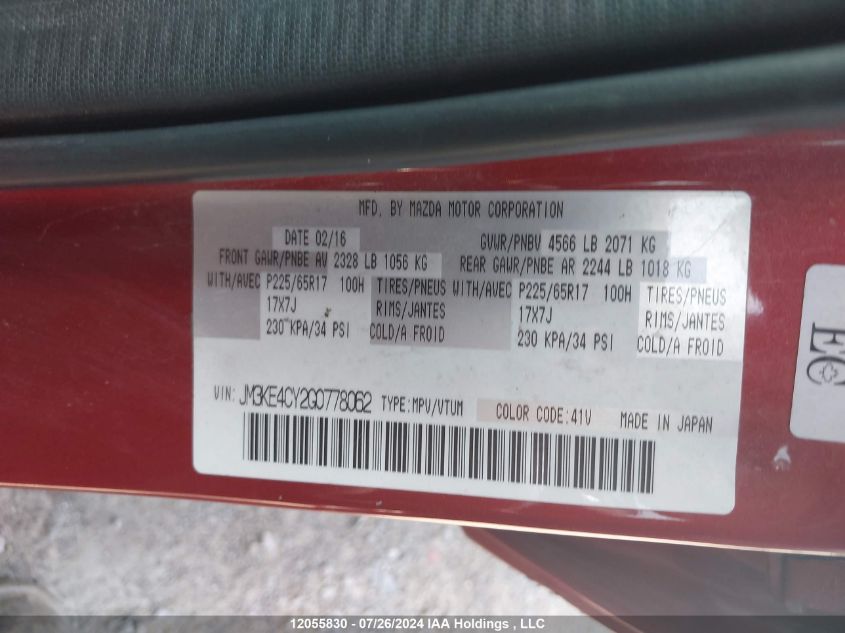 MFD. BY MAZDA MOTOR CORPORATION
DATE 02/16 GVWR/PNBV 4566 LB 2071 KG
FRONT GAWR/PNBE AV 2328 LB 1056 KG REAR GAWR/PNBE AR 2244 LB 1018 KG
WITH/AVEC P225/65R17 100H TIRES/PNEUS WITH/AVEC P225/65R17 100H TIRES/PNEUS
17X7J RIMS/JANTES 17X7J RIMS/JANTES
230 KPA/34 PSI COLD/A FROID 230 KPA/34 PSI COLD/A FROID
VIN: JM3KE4CY2G0778062 TYPE:MPV/VTUM COLOR CODE:41V MADE IN JAPAN
EC
12055830 - 07/26/2024 IAA Holdings , LLC